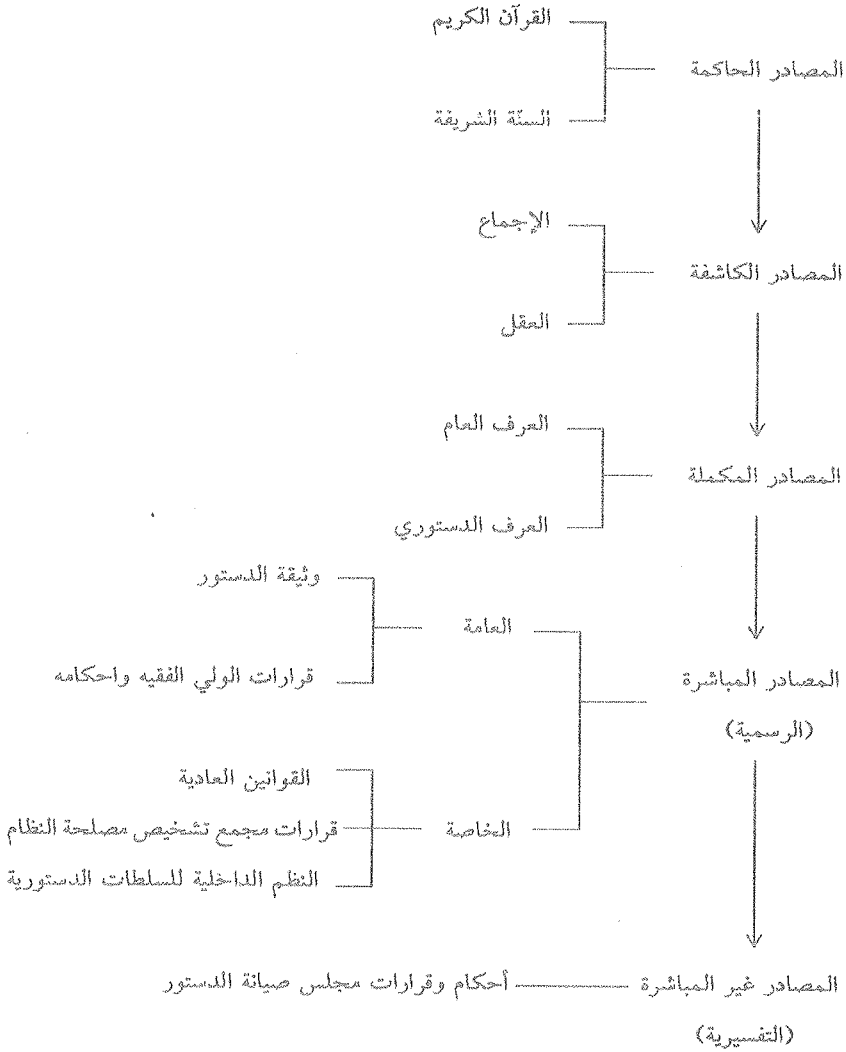 القرآن الكريم
المصادر الحاكمة
السنّة الشريفة
الإجماع
المصادر الكاشفة
العقل
العرف العام
المصادر المكملة
العرف الدستوري
وثيقة الدستور
العامة
قرارات الولي الفقيه واحكامه
المصادر المباشرة
(الرسمية)
القوانين العادية
الخاصة
قرارات مجمع تشخيص مصلحة النظام
النظم الداخلية للسلطات الدستورية
المصادر غير المباشرة
أحكام وقرارات مجلس صيانة الدستور
(التفسيرية)